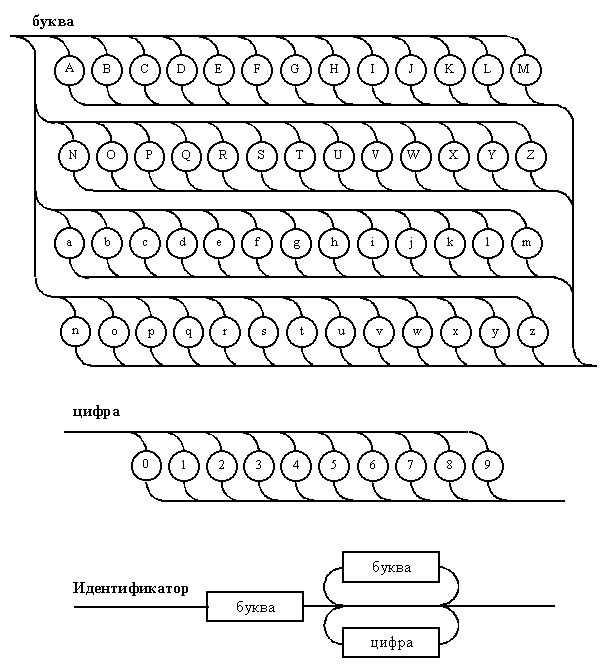 буква
A B C D E F G H I J K L M
N O P Q R S T U V W X Y Z
a b c d e f g h i j k l m
n o p q r s t u v w x y z
цифра
0 1 2 3 4 5 6 7 8 9
буква
Идентификатор
буква
цифра